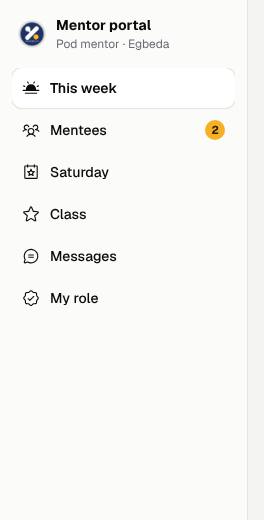 Mentor portal
Pod mentor · Egbeda
This week
Mentees 2
Saturday
Class
Messages
My role